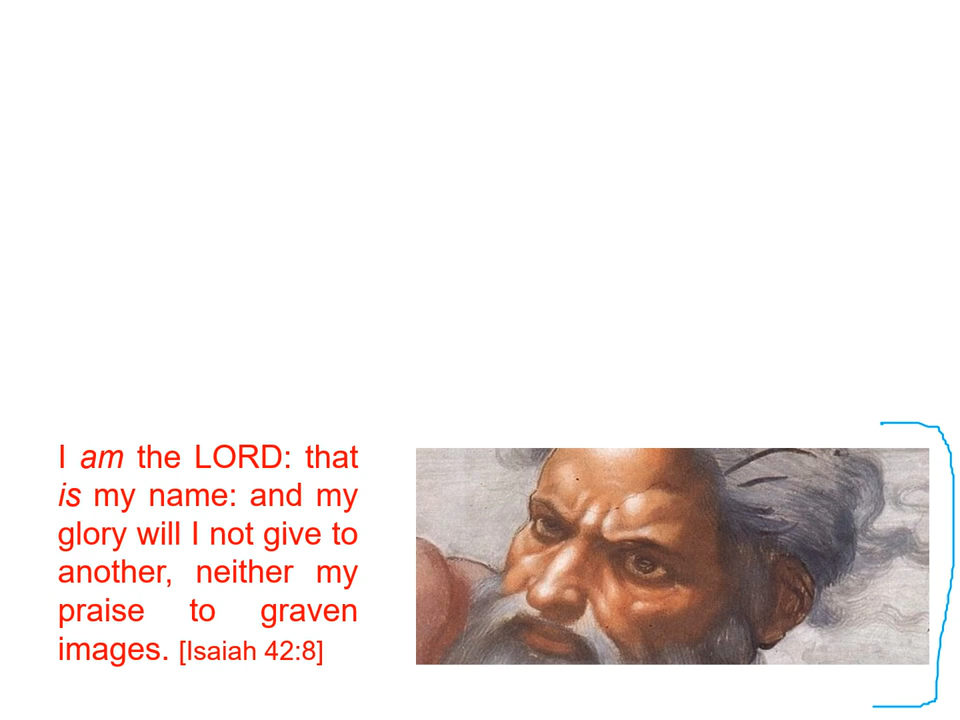 I am the LORD: that
is my name: and my
glory will I not give to
another, neither my
praise to graven
images. [Isaiah 42:8]